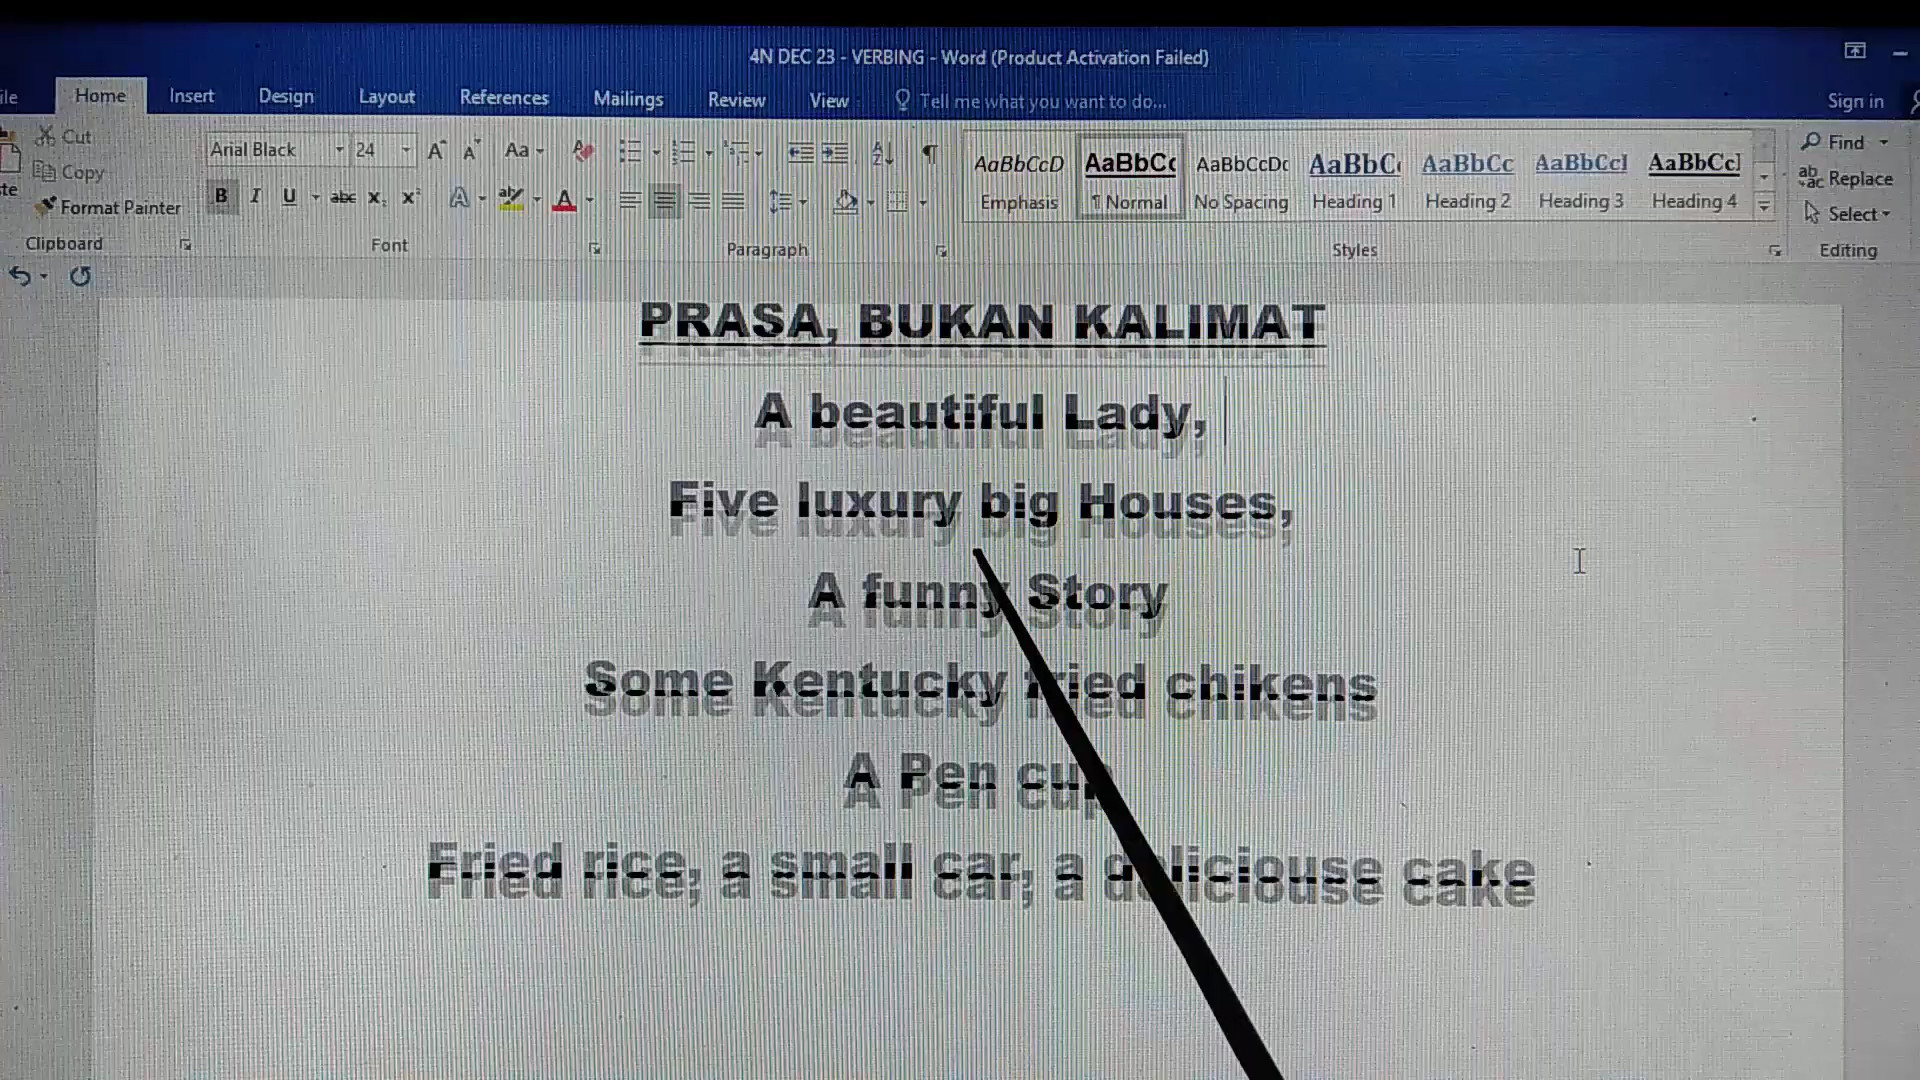 4N DEC 23 - VERBING - Word (Product Activation Failed)
Home Insert Design Layout References Mailings Review View Tell me what you want to do... Sign in
Cut
Copy
Format Painter
Clipboard
Arial Black 24
Font
Paragraph
AaBbCcD AaBbCc AaBbCcDc AaBbC AaBbCc AaBbCcI AaBbCcI
Emphasis ¶ Normal No Spacing Heading 1 Heading 2 Heading 3 Heading 4
Styles
Find
Replace
Select
Editing
PRASA, BUKAN KALIMAT
A beautiful Lady,
Five luxury big Houses,
A funny Story
Some Kentucky fried chikens
A Pen cup
Fried rice, a small car, a deliciouse cake